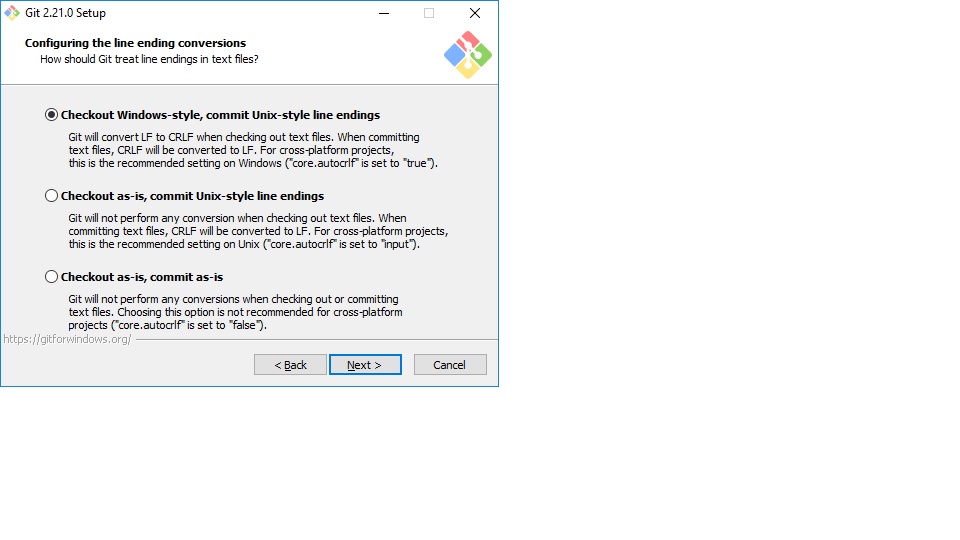 Git 2.21.0 Setup
Configuring the line ending conversions
How should Git treat line endings in text files?
Checkout Windows-style, commit Unix-style line endings
Git will convert LF to CRLF when checking out text files. When committing
text files, CRLF will be converted to LF. For cross-platform projects,
this is the recommended setting on Windows ("core.autocrlf" is set to "true").
Checkout as-is, commit Unix-style line endings
Git will not perform any conversion when checking out text files. When
committing text files, CRLF will be converted to LF. For cross-platform projects,
this is the recommended setting on Unix ("core.autocrlf" is set to "input").
Checkout as-is, commit as-is
Git will not perform any conversions when checking out or committing
text files. Choosing this option is not recommended for cross-platform
projects ("core.autocrlf" is set to "false").
https://gitforwindows.org/
< Back Next > Cancel